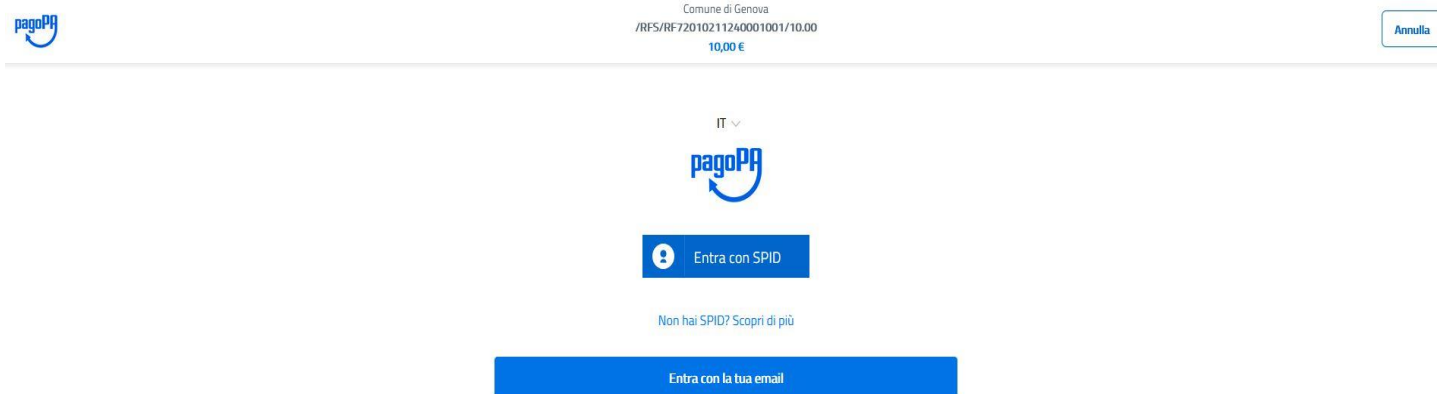 pagoPA
Comune di Genova
/RFS/RF72010211240001001/10.00
10,00 €
Annulla
IT
pagoPA
Entra con SPID
Non hai SPID? Scopri di più
Entra con la tua email